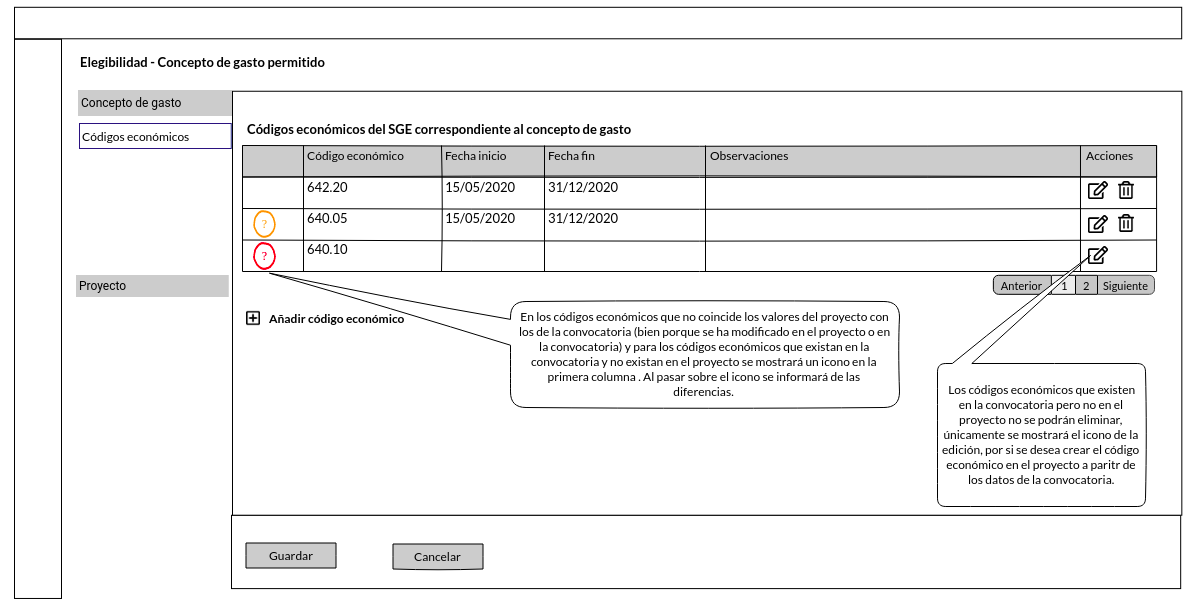 Elegibilidad - Concepto de gasto permitido
Concepto de gasto
Códigos económicos
Códigos económicos del SGE correspondiente al concepto de gasto
Código económico Fecha inicio Fecha fin Observaciones Acciones
642.20 15/05/2020 31/12/2020
? 640.05 15/05/2020 31/12/2020
? 640.10
Proyecto
Anterior 1 2 Siguiente
Añadir código económico
En los códigos económicos que no coincide los valores del proyecto con
los de la convocatoria (bien porque se ha modificado en el proyecto o en
la convocatoria) y para los códigos económicos que existan en la
convocatoria y no existan en el proyecto se mostrará un icono en la
primera columna . Al pasar sobre el icono se informará de las
diferencias.
Los códigos económicos que existen
en la convocatoria pero no en el
proyecto no se podrán eliminar,
únicamente se mostrará el icono de la
edición, por si se desea crear el código
económico en el proyecto a paritr de
los datos de la convocatoria.
Guardar
Cancelar